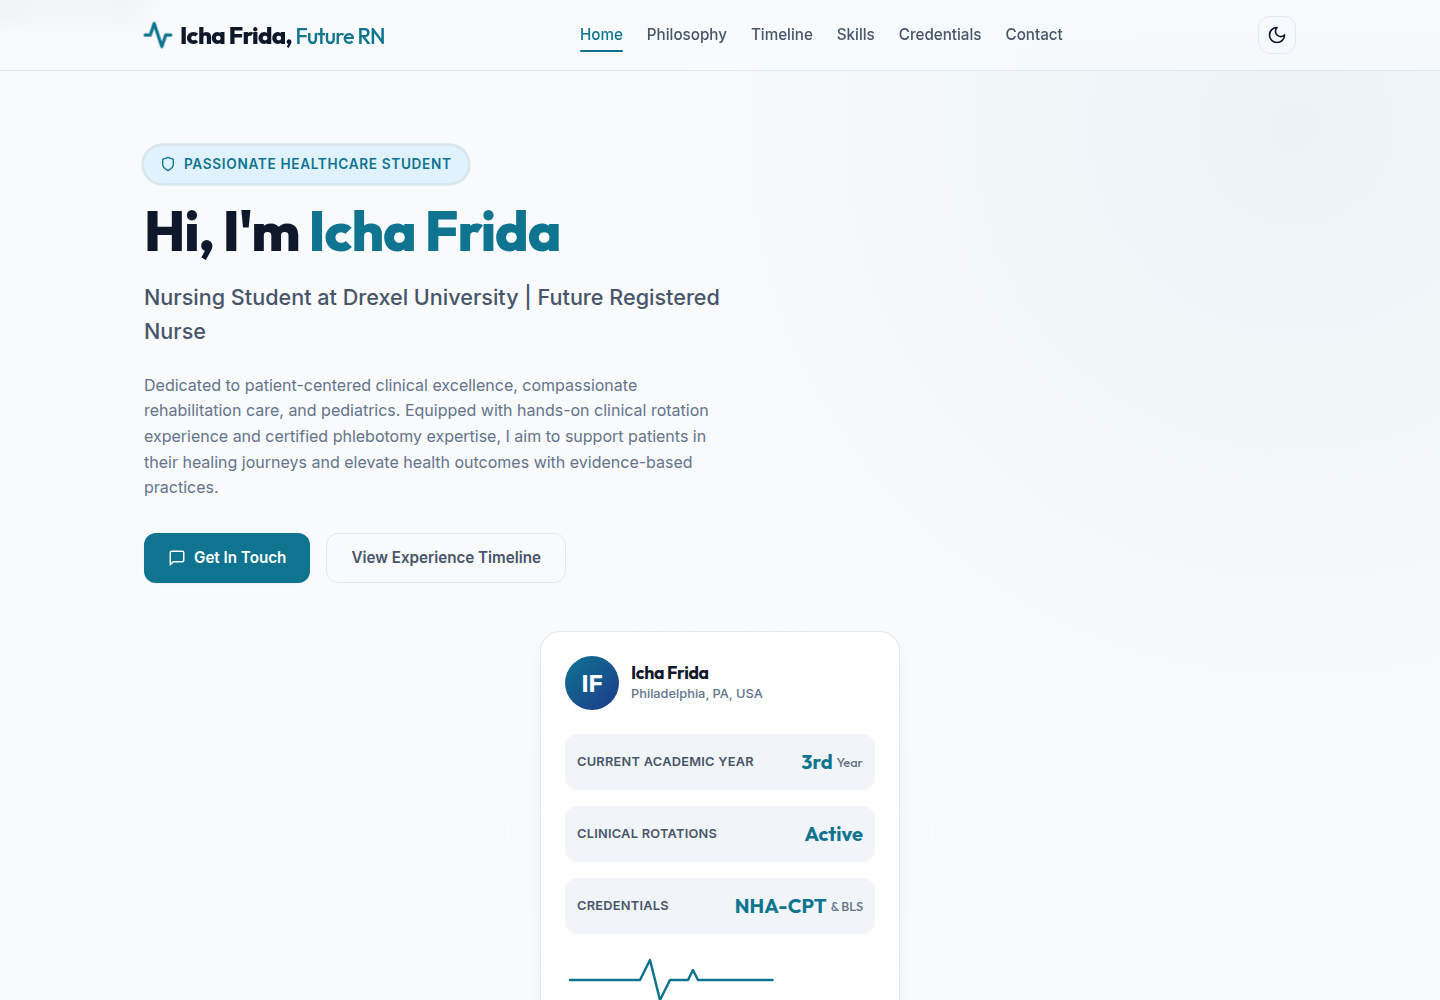 Icha Frida, Future RN
Home Philosophy Timeline Skills Credentials Contact
PASSIONATE HEALTHCARE STUDENT
Hi, I'm Icha Frida
Nursing Student at Drexel University | Future Registered
Nurse
Dedicated to patient-centered clinical excellence, compassionate
rehabilitation care, and pediatrics. Equipped with hands-on clinical rotation
experience and certified phlebotomy expertise, I aim to support patients in
their healing journeys and elevate health outcomes with evidence-based
practices.
Get In Touch
View Experience Timeline
IF
Icha Frida
Philadelphia, PA, USA
CURRENT ACADEMIC YEAR 3rd Year
CLINICAL ROTATIONS Active
CREDENTIALS NHA-CPT & BLS